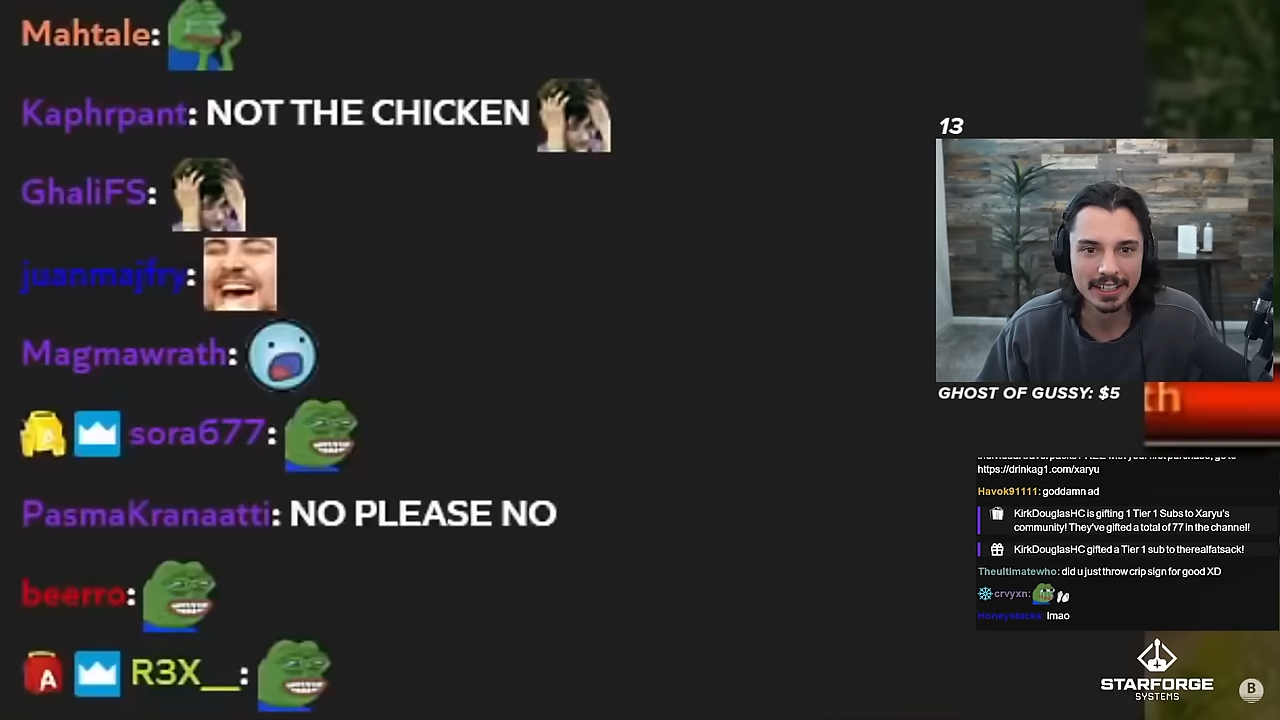 Mahtale:
Kaphrpant: NOT THE CHICKEN
GhaliFS:
juanmajfry:
Magmawrath:
sora677:
PasmaKranaatti: NO PLEASE NO
beerro:
A R3X__:
13
GHOST OF GUSSY: $5
th
https://drinkag1.com/xaryu
Havok91111: goddamn ad
KirkDouglasHC is gifting 1 Tier 1 Subs to Xaryu's
community! They've gifted a total of 77 in the channel!
KirkDouglasHC gifted a Tier 1 sub to therealfatsack!
Theultimatewho: did u just throw crip sign for good XD
crvyxn:
Honeystacks: lmao
STARFORGE
SYSTEMS
B